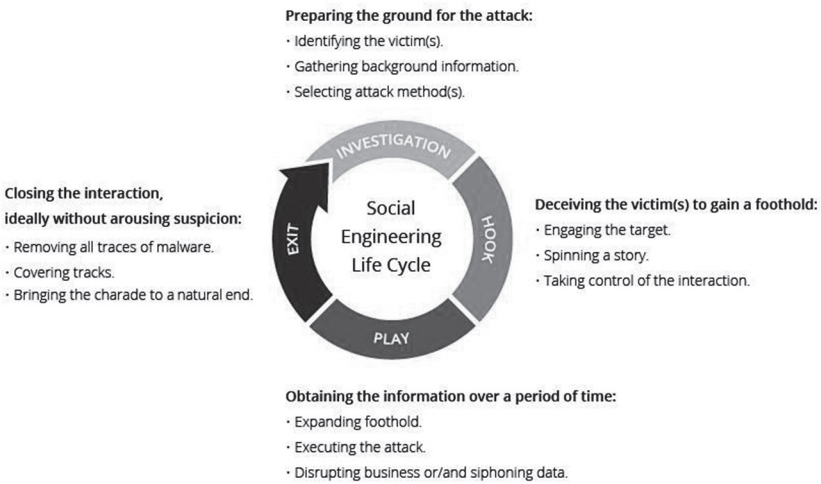 Preparing the ground for the attack:
· Identifying the victim(s).
· Gathering background information.
· Selecting attack method(s).
INVESTIGATION
Closing the interaction,
ideally without arousing suspicion:
· Removing all traces of malware.
· Covering tracks.
· Bringing the charade to a natural end.
EXIT
Social
Engineering
Life Cycle
HOOK
Deceiving the victim(s) to gain a foothold:
· Engaging the target.
· Spinning a story.
· Taking control of the interaction.
PLAY
Obtaining the information over a period of time:
· Expanding foothold.
· Executing the attack.
· Disrupting business or/and siphoning data.